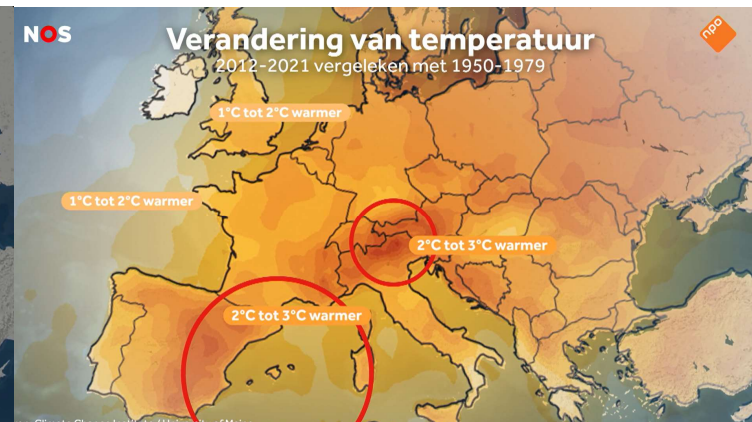 NOS
Verandering van temperatuur
npo
2012-2021 vergeleken met 1950-1979
1°C tot 2°C warmer
1°C tot 2°C warmer
2°C tot 3°C warmer
2°C tot 3°C warmer